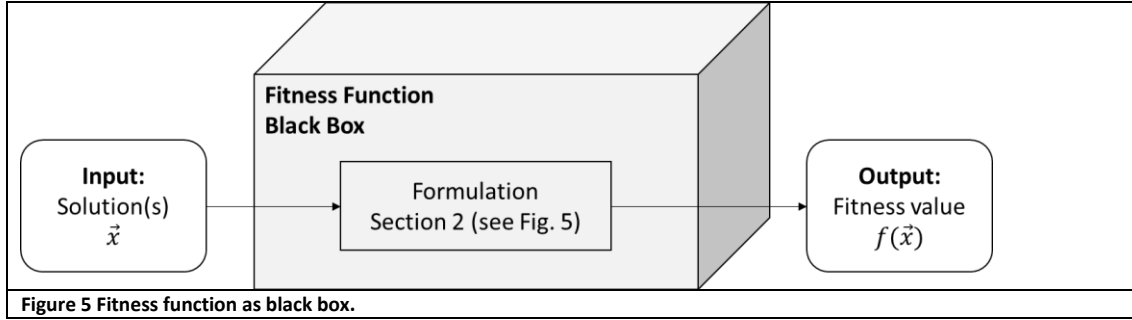 Fitness Function
Black Box
Input:
Solution(s)
x⃗
Formulation
Section 2 (see Fig. 5)
Output:
Fitness value
f(x⃗)
Figure 5 Fitness function as black box.